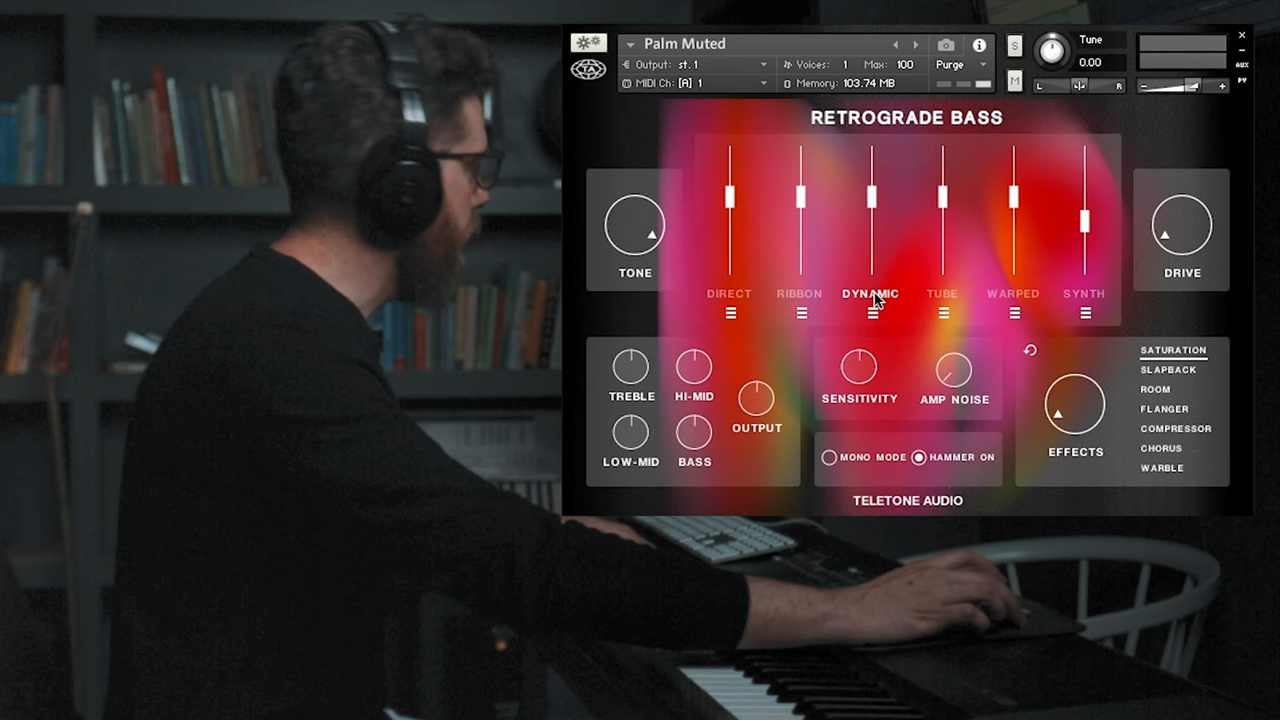 Palm Muted
Output: st.1 Voices: 1 Max: 100 Purge
MIDI Ch: [A] 1 Memory: 103.74 MB
S
M
Tune
0.00
L R
AUX
PV
TA
RETROGRADE BASS
TONE
DIRECT RIBBON DYNAMIC TUBE WARPED SYNTH
DRIVE
TREBLE HI-MID
LOW-MID BASS
OUTPUT
SENSITIVITY AMP NOISE
MONO MODE HAMMER ON
EFFECTS
SATURATION
SLAPBACK
ROOM
FLANGER
COMPRESSOR
CHORUS
WARBLE
TELETONE AUDIO